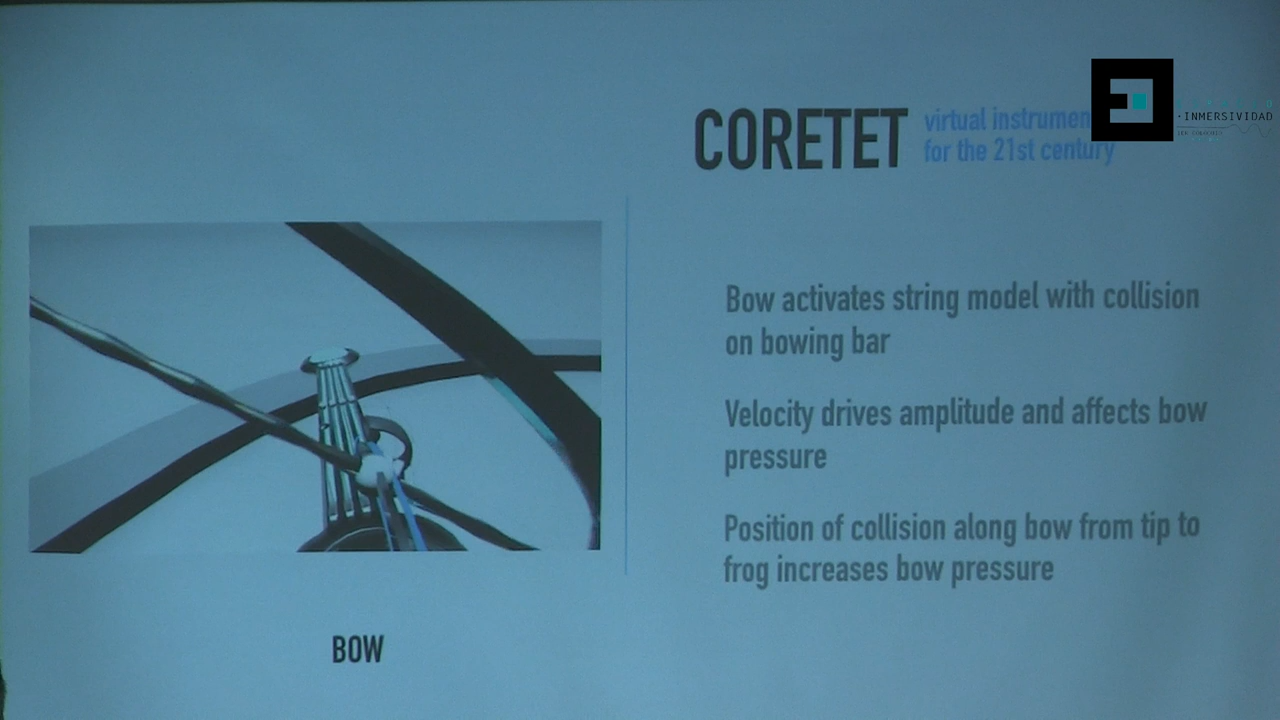 CORETET
virtual instrumen
for the 21st century
·INMERSIVIDAD
Bow activates string model with collision
on bowing bar
Velocity drives amplitude and affects bow
pressure
Position of collision along bow from tip to
frog increases bow pressure
BOW